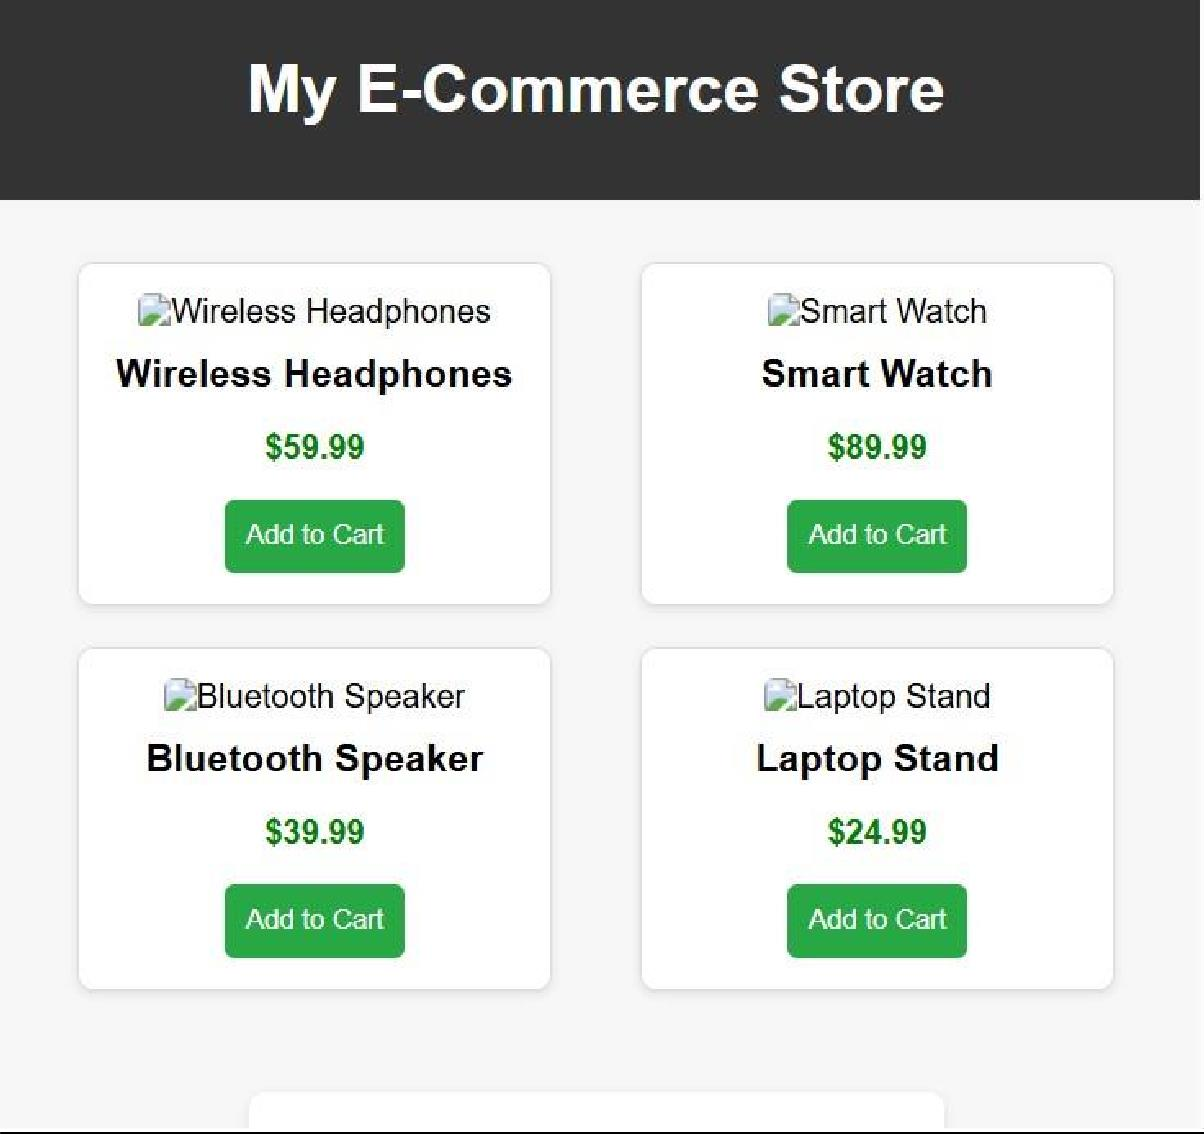 My E-Commerce Store
Wireless Headphones
Wireless Headphones
$59.99
Add to Cart
Smart Watch
Smart Watch
$89.99
Add to Cart
Bluetooth Speaker
Bluetooth Speaker
$39.99
Add to Cart
Laptop Stand
Laptop Stand
$24.99
Add to Cart